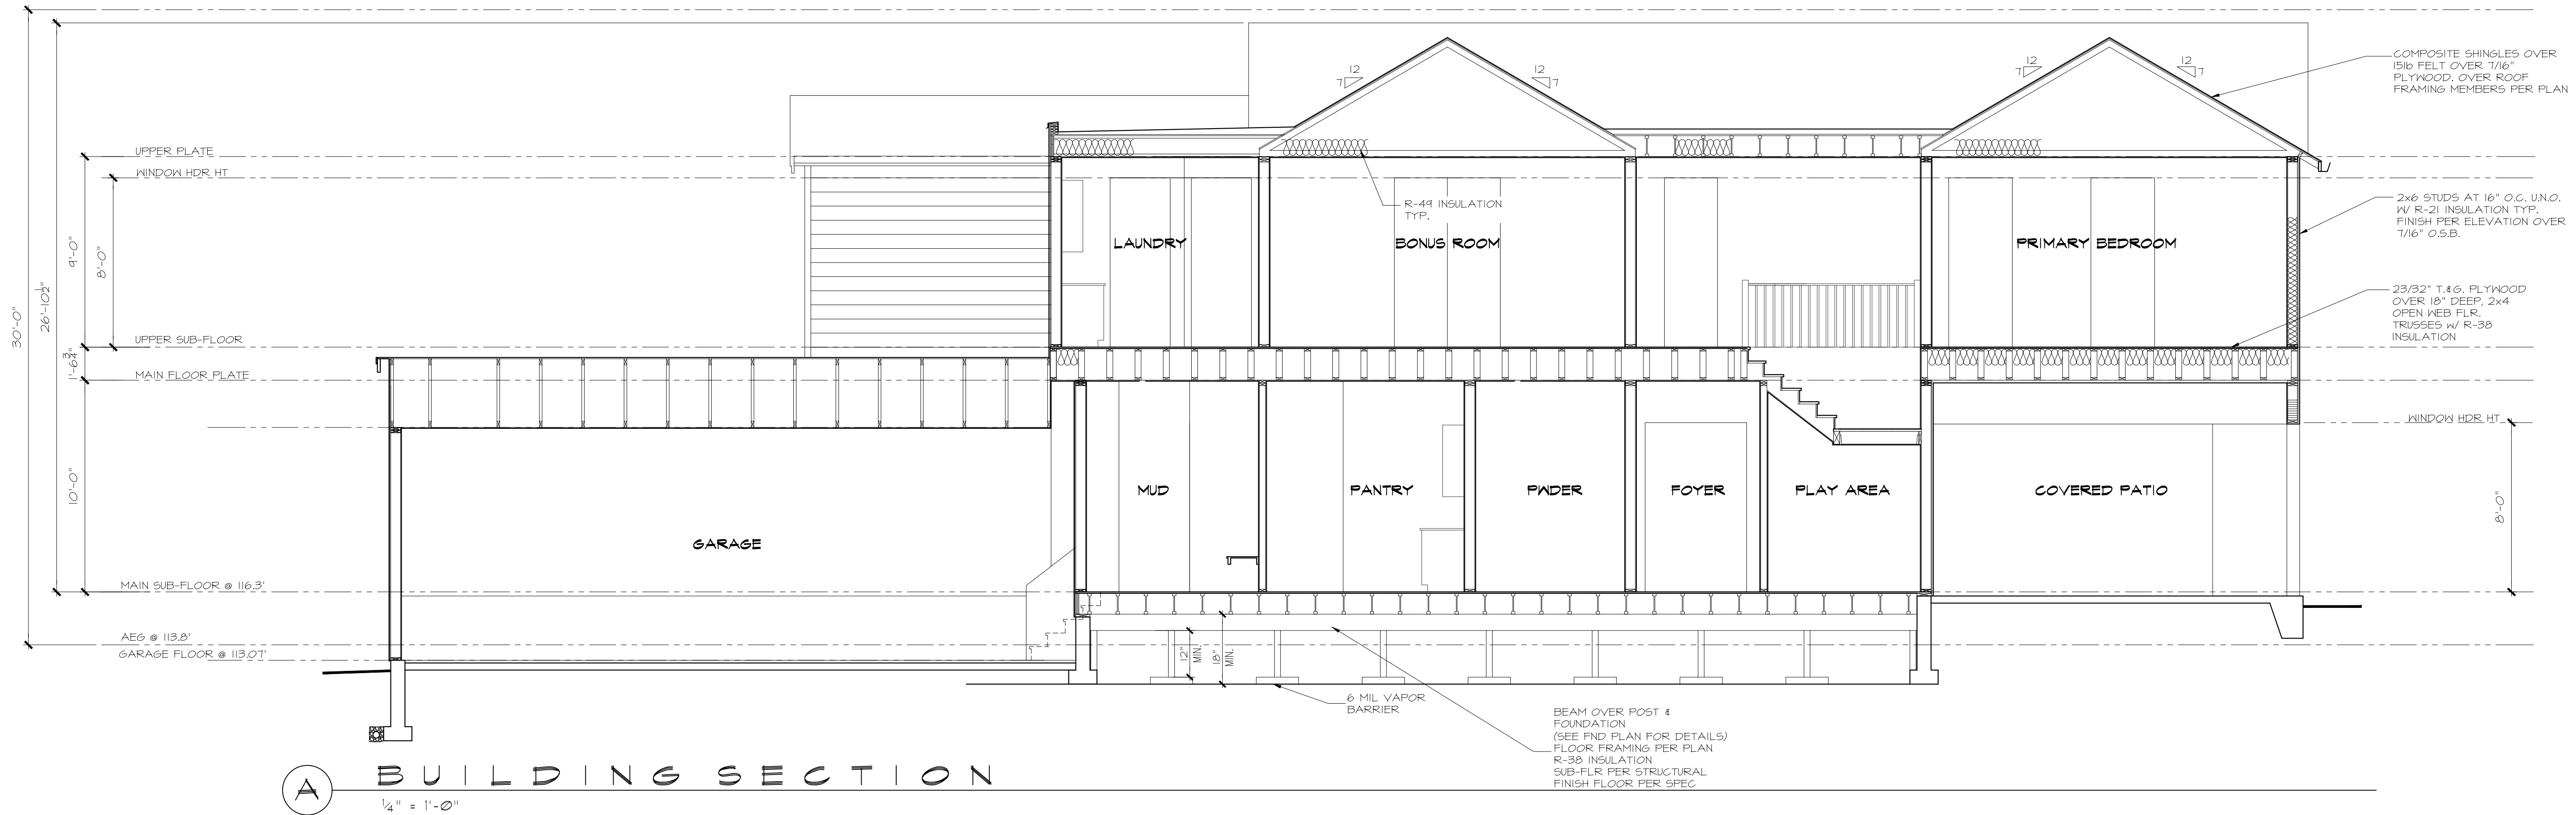 12
7
12
7
12
7
12
7
COMPOSITE SHINGLES OVER
15lb FELT OVER 7/16"
PLYWOOD, OVER ROOF
FRAMING MEMBERS PER PLAN
UPPER PLATE
WINDOW HDR HT
R-49 INSULATION
TYP.
2x6 STUDS AT 16" O.C. U.N.O.
W/ R-21 INSULATION TYP.
FINISH PER ELEVATION OVER
7/16" O.S.B.
LAUNDRY
BONUS ROOM
PRIMARY BEDROOM
9'-0"
8'-0"
30'-0"
26'-10 1/2"
23/32" T.&G. PLYWOOD
OVER 18" DEEP, 2x4
OPEN WEB FLR.
TRUSSES W/ R-38
INSULATION
UPPER SUB-FLOOR
1'-6 3/4"
MAIN FLOOR PLATE
WINDOW HDR HT
10'-0"
MUD
PANTRY
PWDER
FOYER
PLAY AREA
COVERED PATIO
8'-0"
GARAGE
MAIN SUB-FLOOR @ 116.3'
AEG @ 113.8'
GARAGE FLOOR @ 113.07'
12"
MIN.
18"
MIN.
6 MIL VAPOR
BARRIER
BEAM OVER POST &
FOUNDATION
(SEE FND PLAN FOR DETAILS)
FLOOR FRAMING PER PLAN
R-38 INSULATION
SUB-FLR PER STRUCTURAL
FINISH FLOOR PER SPEC
A
BUILDING SECTION
1/4" = 1'-0"